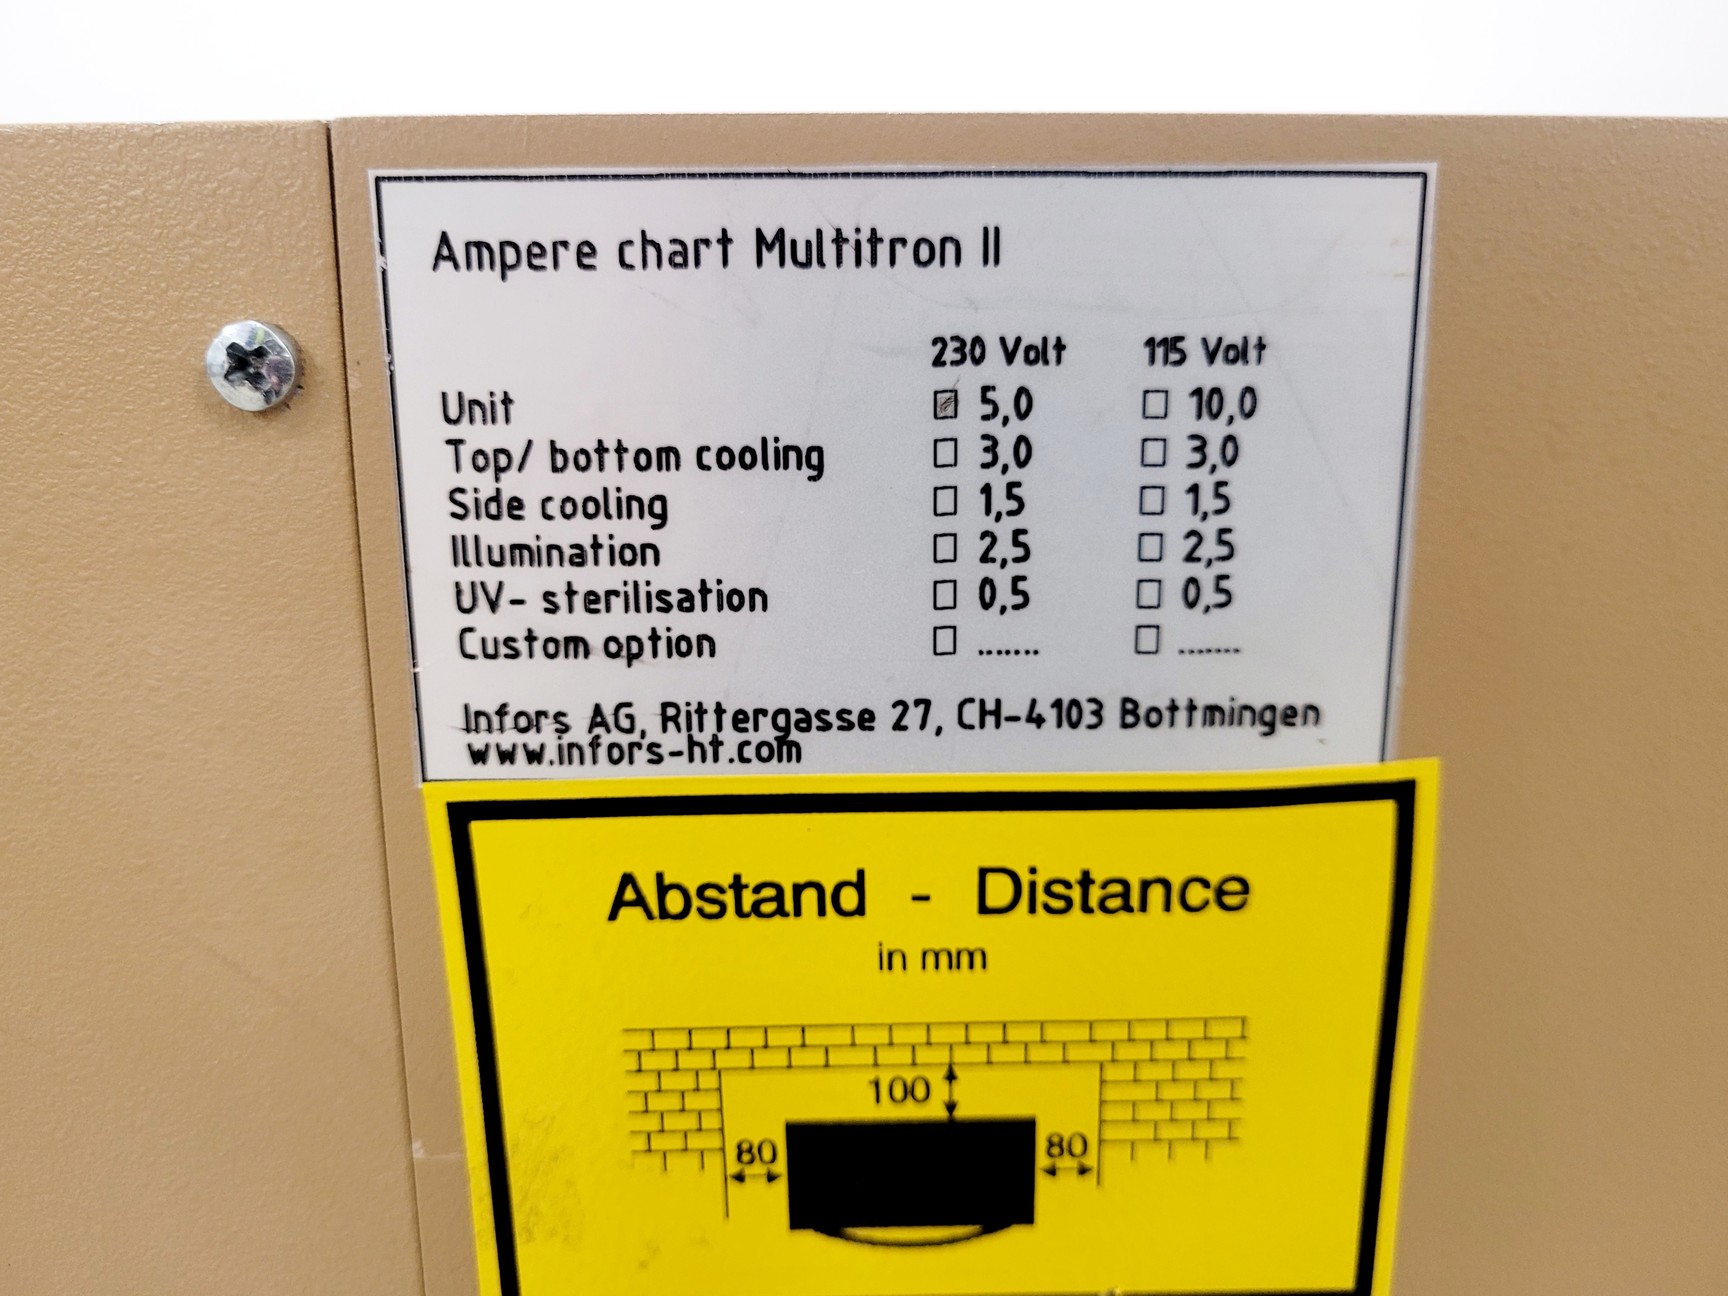 Ampere chart Multitron II
230 Volt 115 Volt
Unit 5,0 10,0
Top/ bottom cooling 3,0 3,0
Side cooling 1,5 1,5
Illumination 2,5 2,5
UV- sterilisation 0,5 0,5
Custom option ....... .......
Infors AG, Rittergasse 27, CH-4103 Bottmingen
www.infors-ht.com
Abstand - Distance
in mm
100
80 80